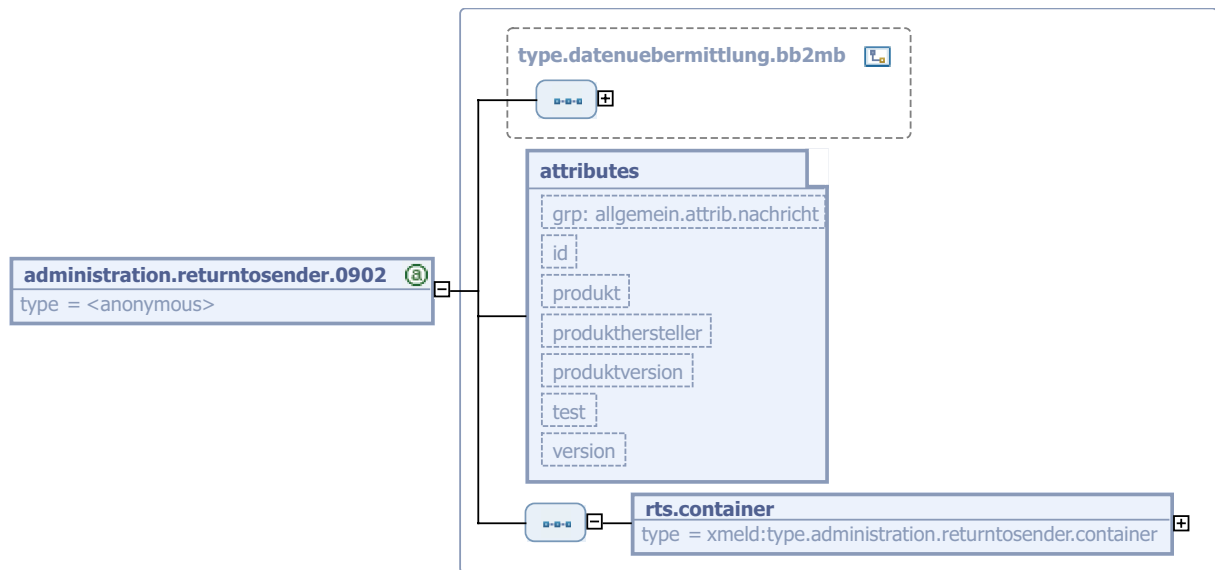 type.datenuebermittlung.bb2mb
attributes
grp: allgemein.attrib.nachricht
id
produkt
produkthersteller
produktversion
test
version
administration.returntosender.0902
type = <anonymous>
rts.container
type = xmeld:type.administration.returntosender.container